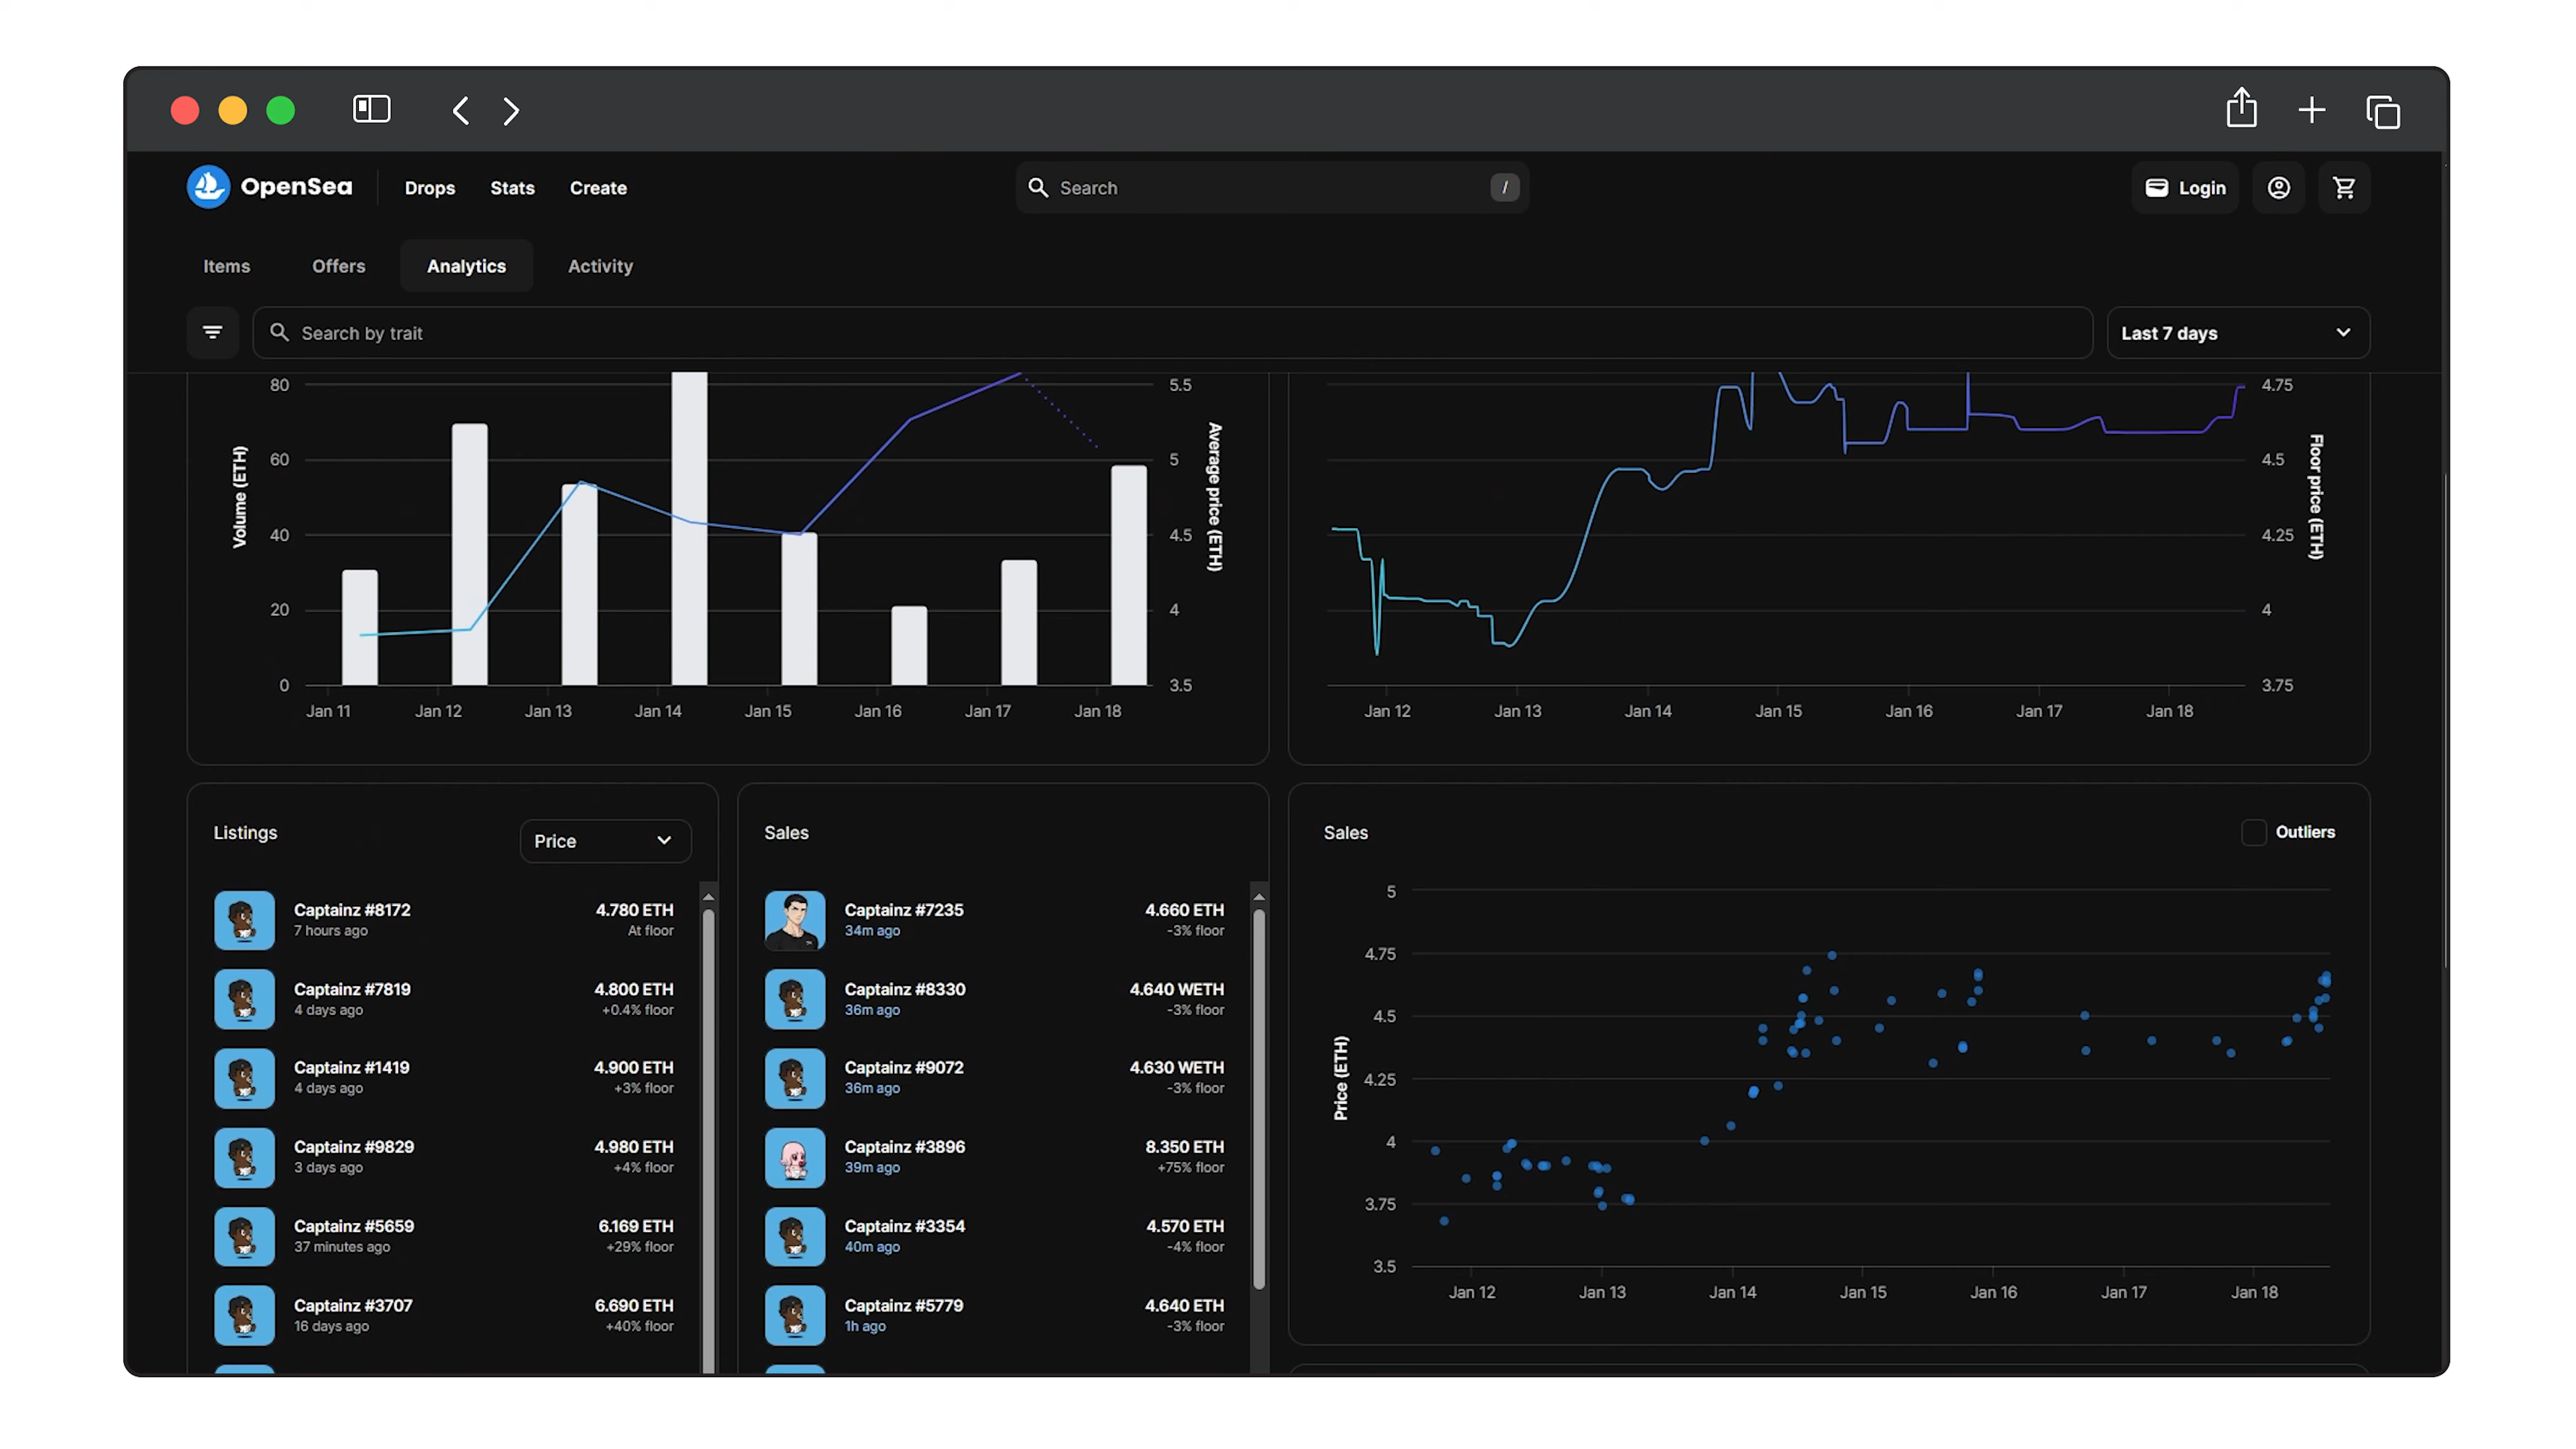 OpenSea
Drops
Stats
Create
Search
/
Login
Items
Offers
Analytics
Activity
Search by trait
Last 7 days
80
60
40
20
0
Volume (ETH)
5.5
5
4.5
4
3.5
Average price (ETH)
Jan 11
Jan 12
Jan 13
Jan 14
Jan 15
Jan 16
Jan 17
Jan 18
4.75
4.5
4.25
4
3.75
Floor price (ETH)
Jan 12
Jan 13
Jan 14
Jan 15
Jan 16
Jan 17
Jan 18
Listings
Price
Captainz #8172
4.780 ETH
7 hours ago
At floor
Captainz #7819
4.800 ETH
4 days ago
+0.4% floor
Captainz #1419
4.900 ETH
4 days ago
+3% floor
Captainz #9829
4.980 ETH
3 days ago
+4% floor
Captainz #5659
6.169 ETH
37 minutes ago
+29% floor
Captainz #3707
6.690 ETH
16 days ago
+40% floor
Sales
Captainz #7235
4.660 ETH
34m ago
-3% floor
Captainz #8330
4.640 WETH
36m ago
-3% floor
Captainz #9072
4.630 WETH
36m ago
-3% floor
Captainz #3896
8.350 ETH
39m ago
+75% floor
Captainz #3354
4.570 ETH
40m ago
-4% floor
Captainz #5779
4.640 ETH
1h ago
-3% floor
Sales
Outliers
5
4.75
4.5
4.25
4
3.75
3.5
Price (ETH)
Jan 12
Jan 13
Jan 14
Jan 15
Jan 16
Jan 17
Jan 18